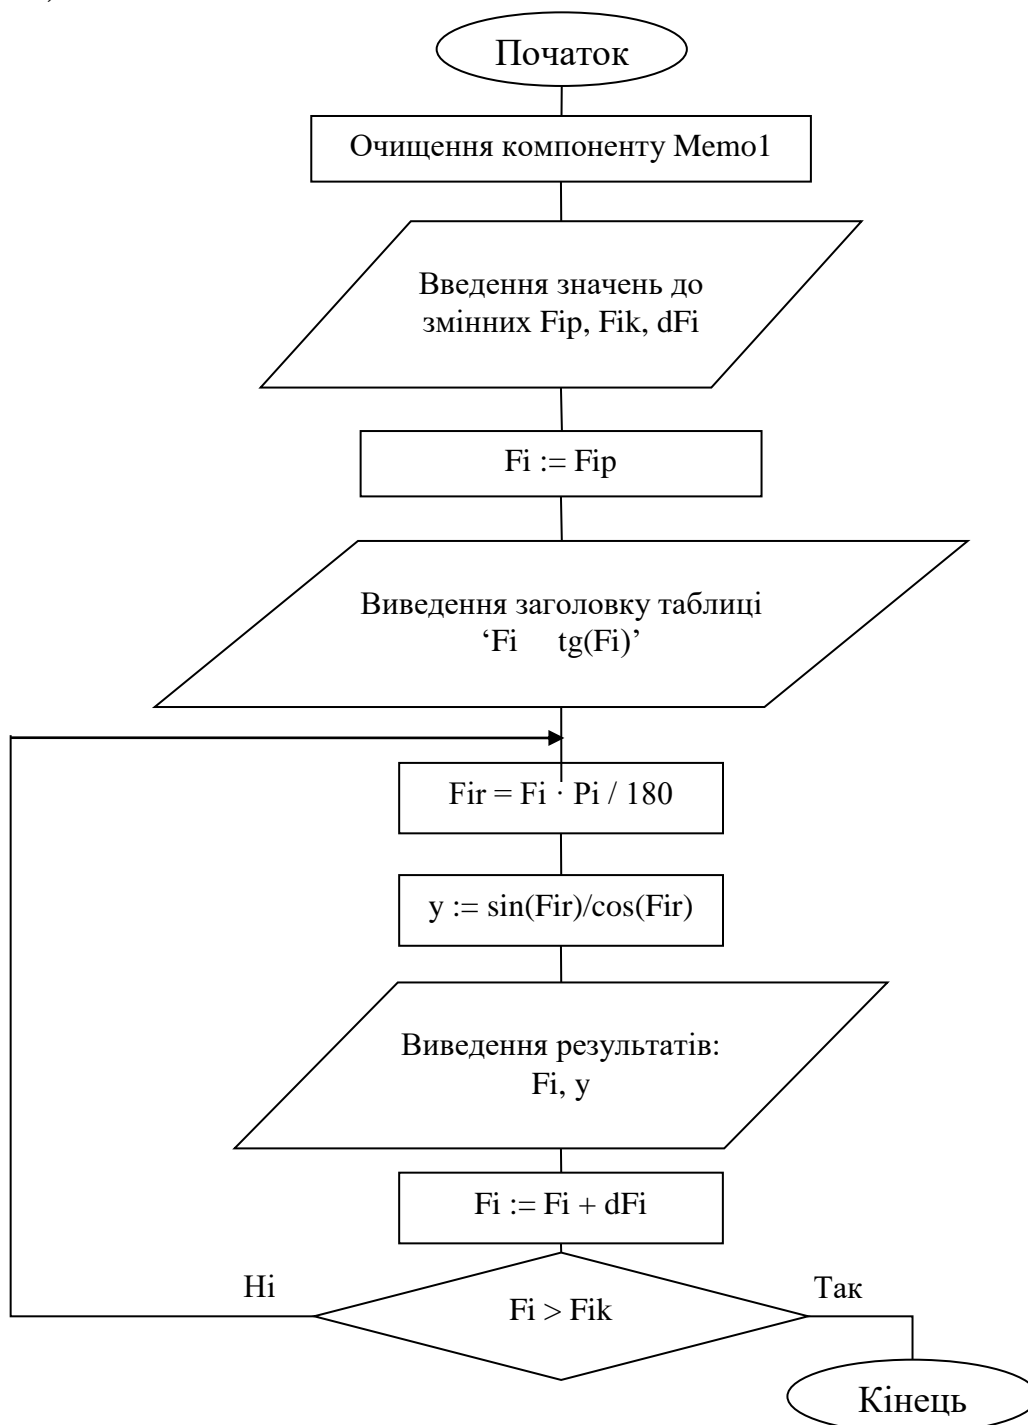 Початок
Очищення компоненту Memo1
Введення значень до
змінних Fip, Fik, dFi
Fi := Fip
Виведення заголовку таблиці
‘Fi tg(Fi)’
Fir = Fi · Pi / 180
y := sin(Fir)/cos(Fir)
Виведення результатів:
Fi, y
Fi := Fi + dFi
Ні
Fi > Fik
Так
Кінець